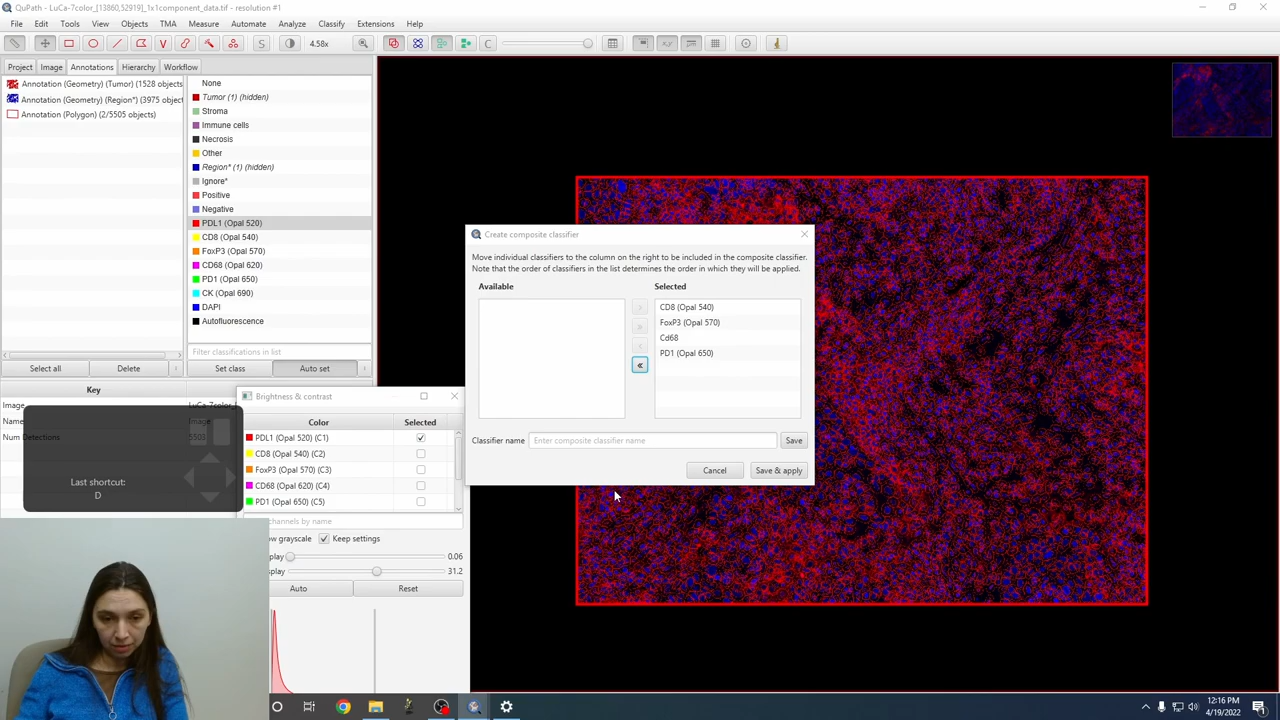 QuPath - LuCa-7color_[13860,52919]_1x1component_data.tif - resolution #1
File Edit Tools View Objects TMA Measure Automate Analyze Classify Extensions Help
4.58x
Project Image Annotations Hierarchy Workflow
Annotation (Geometry) (Tumor) (1528 objects
Annotation (Geometry) (Region*) (3975 object
Annotation (Polygon) (2/5505 objects)
None
Tumor (1) (hidden)
Stroma
Immune cells
Necrosis
Other
Region* (1) (hidden)
Ignore*
Positive
Negative
PDL1 (Opal 520)
CD8 (Opal 540)
FoxP3 (Opal 570)
CD68 (Opal 620)
PD1 (Opal 650)
CK (Opal 690)
DAPI
Autofluorescence
Filter classifications in list
Select all Delete Set class Auto set
Key
Image
Name Image
Num Detections 5503
Last shortcut:
D
Brightness & contrast
Color Selected
PDL1 (Opal 520) (C1)
CD8 (Opal 540) (C2)
FoxP3 (Opal 570) (C3)
CD68 (Opal 620) (C4)
PD1 (Opal 650) (C5)
channels by name
ow grayscale Keep settings
splay 0.06
splay 31.2
Auto Reset
Create composite classifier
Move individual classifiers to the column on the right to be included in the composite classifier.
Note that the order of classifiers in the list determines the order in which they will be applied.
Available Selected
CD8 (Opal 540)
FoxP3 (Opal 570)
Cd68
PD1 (Opal 650)
Classifier name Enter composite classifier name Save
Cancel Save & apply
12:16 PM
4/19/2022